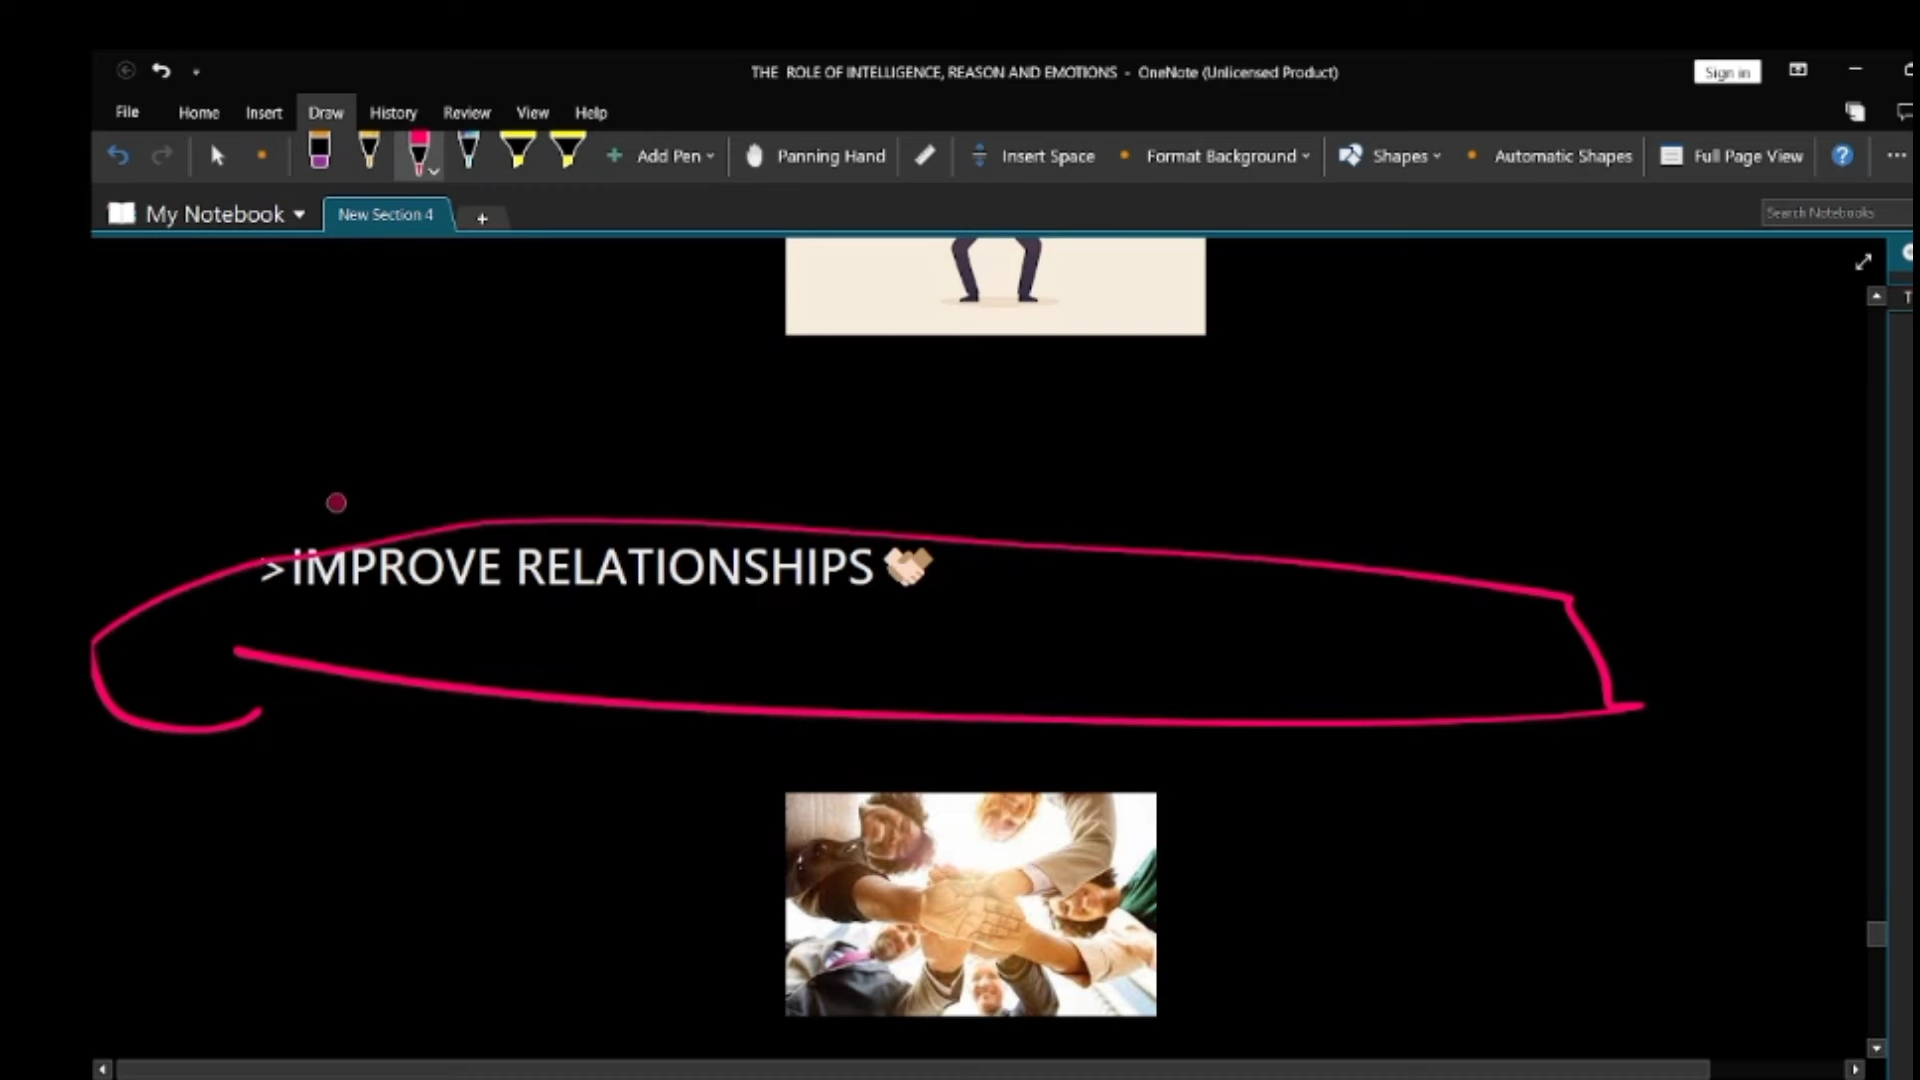 THE ROLE OF INTELLIGENCE, REASON AND EMOTIONS - OneNote (Unlicensed Product)
Sign in
File Home Insert Draw History Review View Help
Add Pen Panning Hand Insert Space Format Background Shapes Automatic Shapes Full Page View
My Notebook New Section 4
Search Notebooks
>IMPROVE RELATIONSHIPS